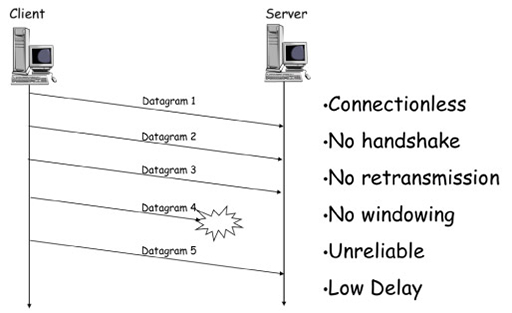 Client
Server
Datagram 1
Datagram 2
Datagram 3
Datagram 4
Datagram 5
•Connectionless
•No handshake
•No retransmission
•No windowing
•Unreliable
•Low Delay